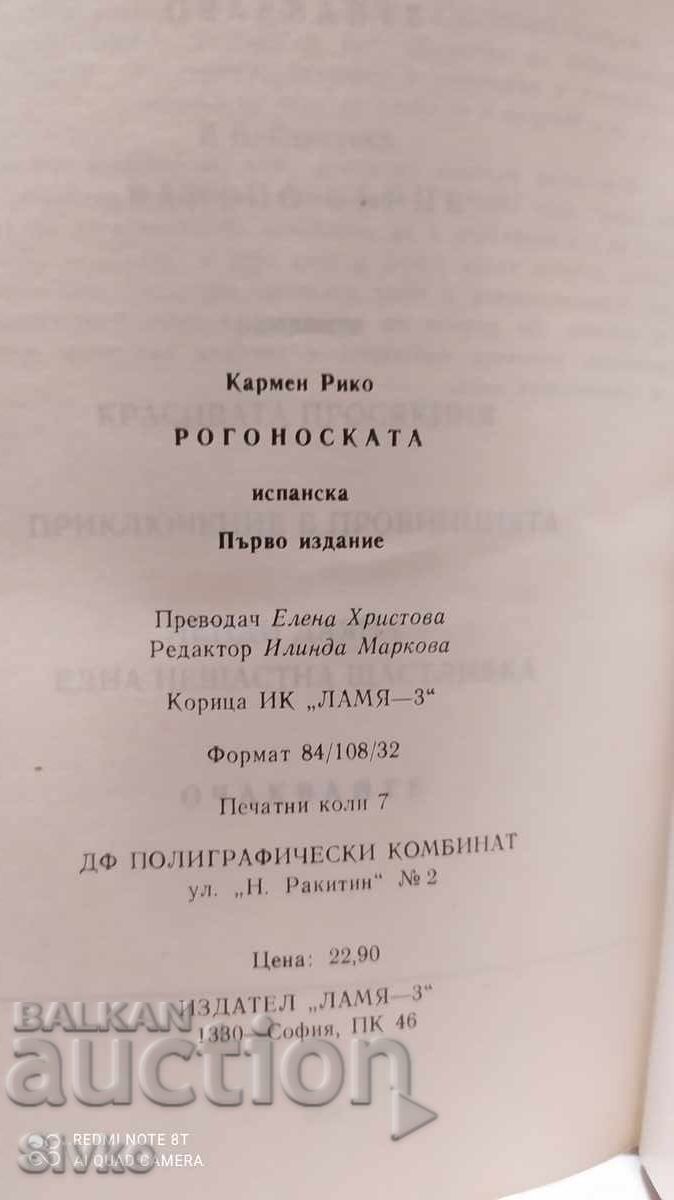 Кармен Рико
РОГОНОСКАТА
испанска
Първо издание
Преводач Елена Христова
Редактор Илинда Маркова
Корица ИК „ЛАМЯ—3“
Формат 84/108/32
Печатни коли 7
ДФ ПОЛИГРАФИЧЕСКИ КОМБИНАТ
ул. „Н. Ракитин“ № 2
Цена: 22,90
ИЗДАТЕЛ „ЛАМЯ—3“
1330—София, ПК 46
BALKAN
auction
REDMI NOTE 8T
AI QUAD CAMERA
Sivko